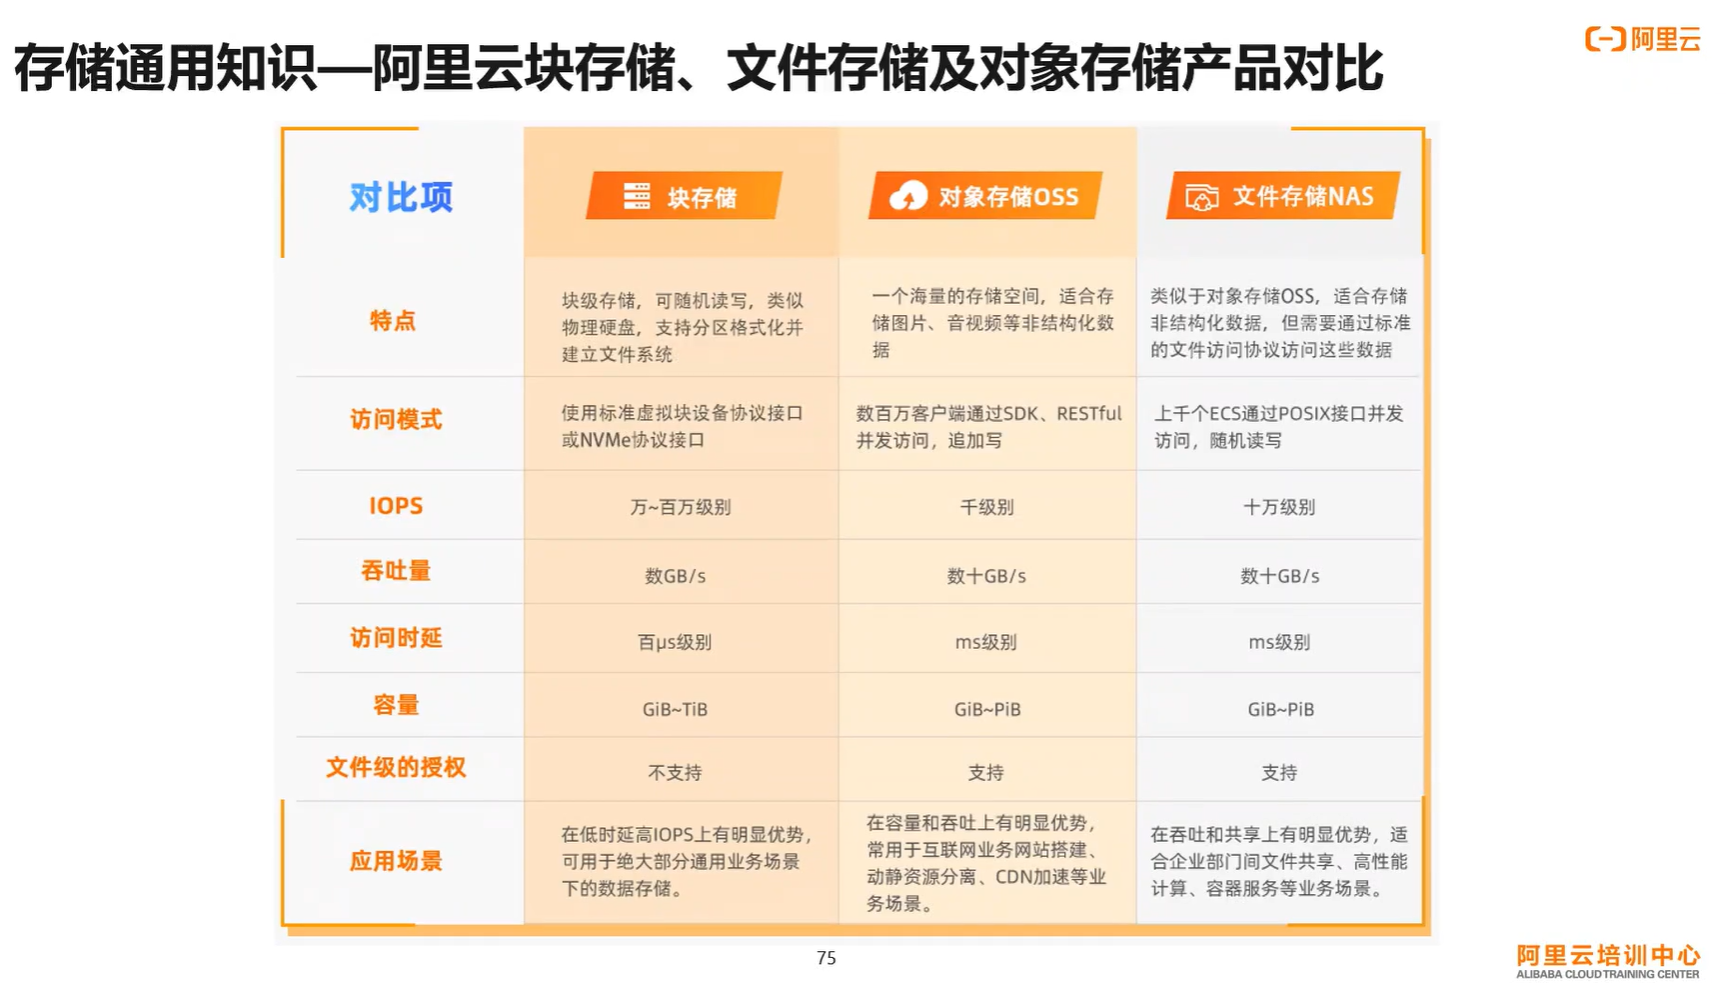 存储通用知识—阿里云块存储、文件存储及对象存储产品对比
阿里云
对比项
块存储
对象存储OSS
文件存储NAS
特点
块级存储，可随机读写，类似
物理硬盘，支持分区格式化并
建立文件系统
一个海量的存储空间，适合存
储图片、音视频等非结构化数
据
类似于对象存储OSS，适合存储
非结构化数据，但需要通过标准
的文件访问协议访问这些数据
访问模式
使用标准虚拟块设备协议接口
或NVMe协议接口
数百万客户端通过SDK、RESTful
并发访问，追加写
上千个ECS通过POSIX接口并发
访问，随机读写
IOPS
万~百万级别
千级别
十万级别
吞吐量
数GB/s
数十GB/s
数十GB/s
访问时延
百μs级别
ms级别
ms级别
容量
GiB~TiB
GiB~PiB
GiB~PiB
文件级的授权
不支持
支持
支持
应用场景
在低时延高IOPS上有明显优势，
可用于绝大部分通用业务场景
下的数据存储。
在容量和吞吐上有明显优势，
常用于互联网业务网站搭建、
动静资源分离、CDN加速等业
务场景。
在吞吐和共享上有明显优势，适
合企业部门间文件共享、高性能
计算、容器服务等业务场景。
75
阿里云培训中心
ALIBABA CLOUD TRAINING CENTER